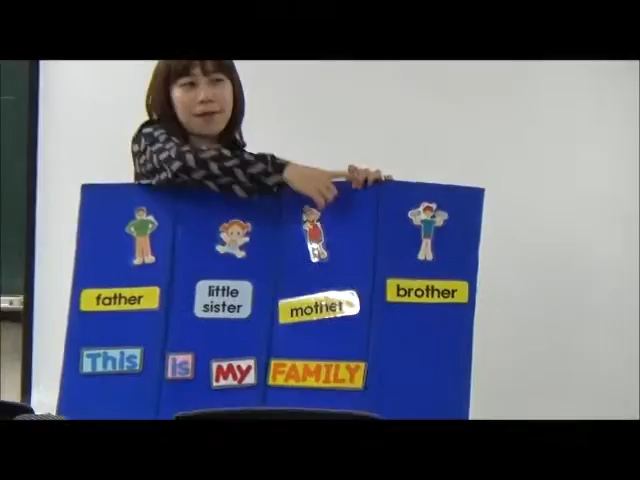 father
little
sister
mother
brother
This is MY FAMILY